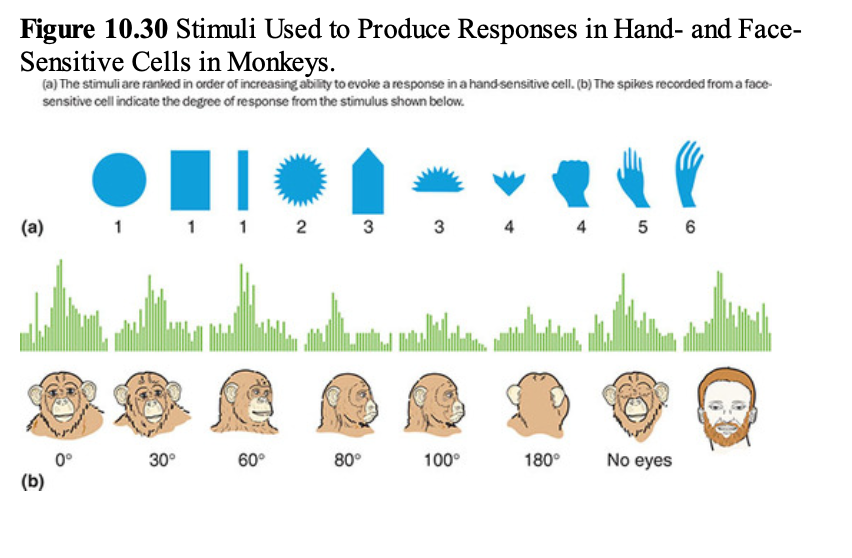 Figure 10.30 Stimuli Used to Produce Responses in Hand- and Face-
Sensitive Cells in Monkeys.
(a) The stimuli are ranked in order of increasing ability to evoke a response in a hand-sensitive cell. (b) The spikes recorded from a face-
sensitive cell indicate the degree of response from the stimulus shown below.
(a) 1 1 1 2 3 3 4 4 5 6
0° 30° 60° 80° 100° 180° No eyes
(b)